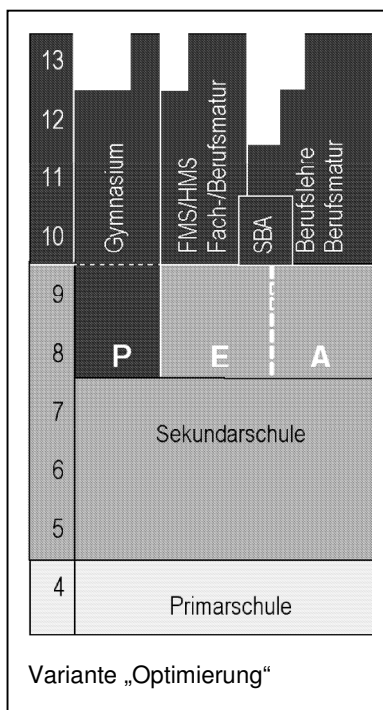 13
12
11
10
9
8
7
6
5
4
Gymnasium
FMS/HMS
Fach-/Berufsmatur
SBA
Berufslehre
Berufsmatur
P E A
Sekundarschule
Primarschule
Variante „Optimierung“